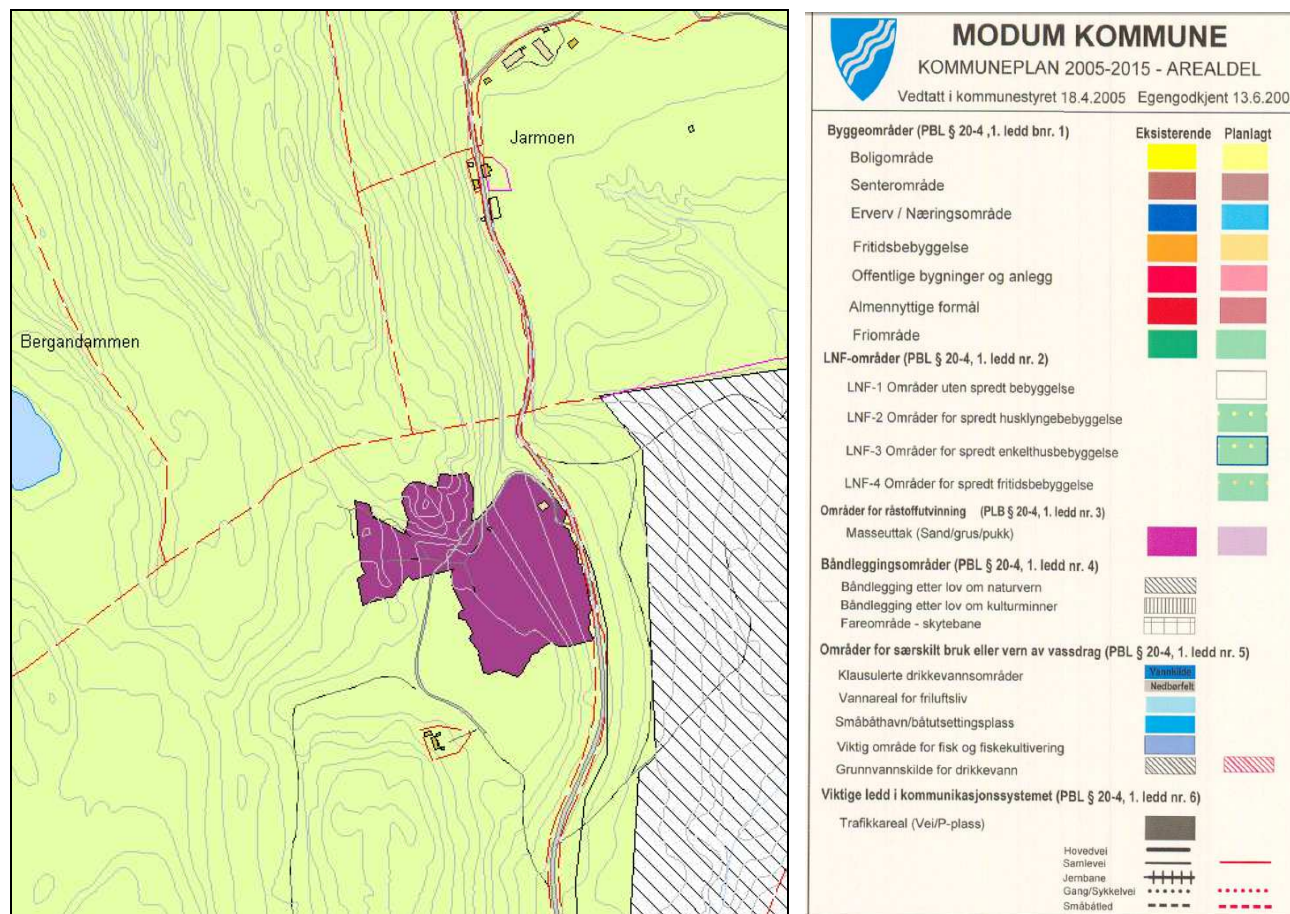 Jarmoen
Bergandammen
MODUM KOMMUNE
KOMMUNEPLAN 2005-2015 - AREALDEL
Vedtatt i kommunestyret 18.4.2005 Egengodkjent 13.6.200
Byggeområder (PBL § 20-4 ,1. ledd bnr. 1) Eksisterende Planlagt
Boligområde
Senterområde
Erverv / Næringsområde
Fritidsbebyggelse
Offentlige bygninger og anlegg
Almennyttige formål
Friområde
LNF-områder (PBL § 20-4, 1. ledd nr. 2)
LNF-1 Områder uten spredt bebyggelse
LNF-2 Områder for spredt husklyngebebyggelse
LNF-3 Områder for spredt enkelthusbebyggelse
LNF-4 Områder for spredt fritidsbebyggelse
Områder for råstoffutvinning (PLB § 20-4, 1. ledd nr. 3)
Masseuttak (Sand/grus/pukk)
Båndleggingsområder (PBL § 20-4, 1. ledd nr. 4)
Båndlegging etter lov om naturvern
Båndlegging etter lov om kulturminner
Fareområde - skytebane
Områder for særskilt bruk eller vern av vassdrag (PBL § 20-4, 1. ledd nr. 5)
Klausulerte drikkevannsområder Vannkilde
Nedbørfelt
Vannareal for friluftsliv
Småbåthavn/båtutsettingsplass
Viktig område for fisk og fiskekultivering
Grunnvannskilde for drikkevann
Viktige ledd i kommunikasjonssystemet (PBL § 20-4, 1. ledd nr. 6)
Trafikkareal (Vei/P-plass)
Hovedvei
Samlevei
Jernbane
Gang/Sykkelvei
Småbåtled